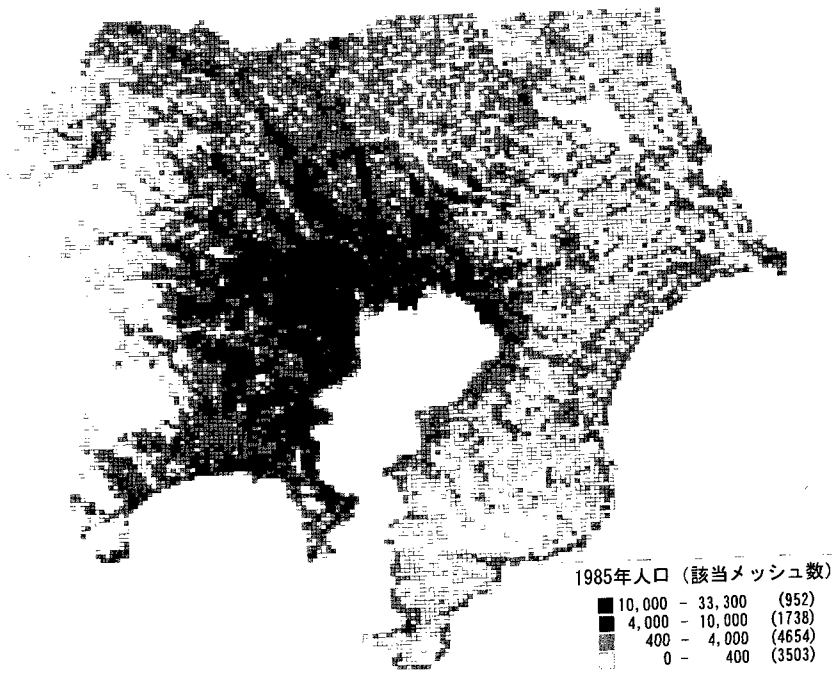 1985年人口（該当メッシュ数）
10,000 - 33,300 (952)
4,000 - 10,000 (1738)
400 - 4,000 (4654)
0 - 400 (3503)